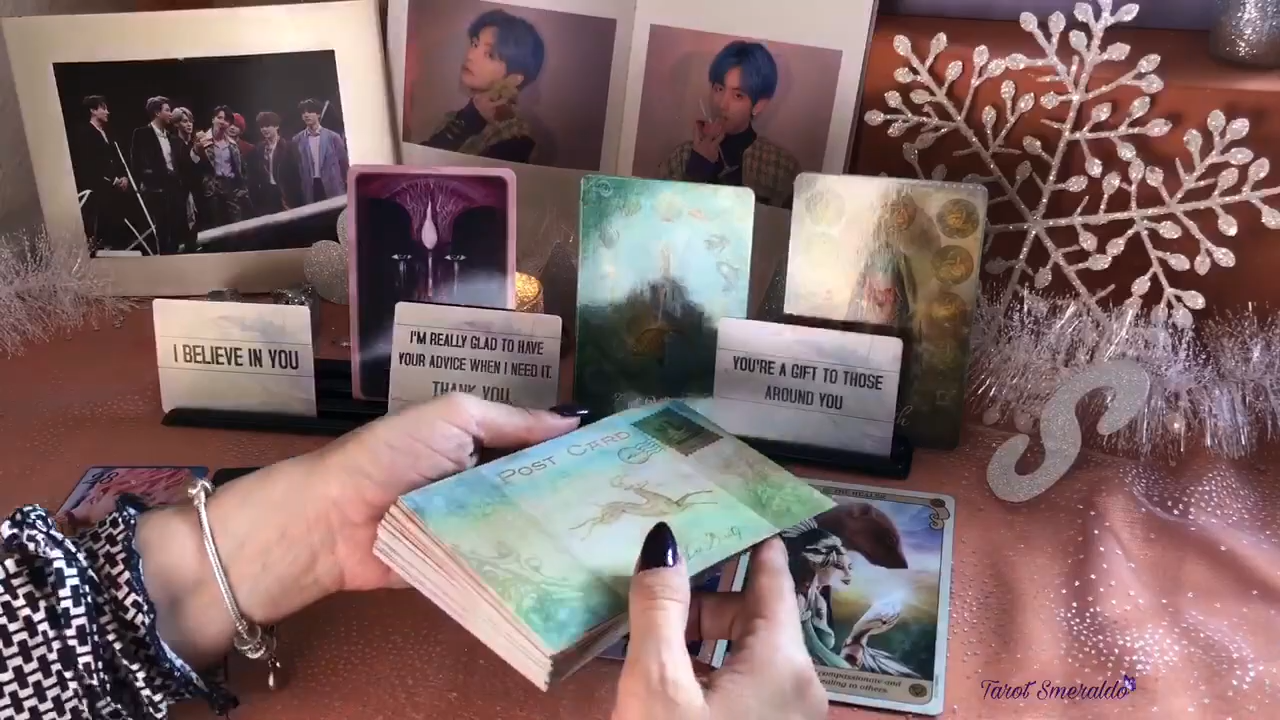 I BELIEVE IN YOU
I'M REALLY GLAD TO HAVE
YOUR ADVICE WHEN I NEED IT.
THANK YOU.
YOU'RE A GIFT TO THOSE
AROUND YOU
POST CARD
compassionate and
healing to others.
Tarot Smeraldo